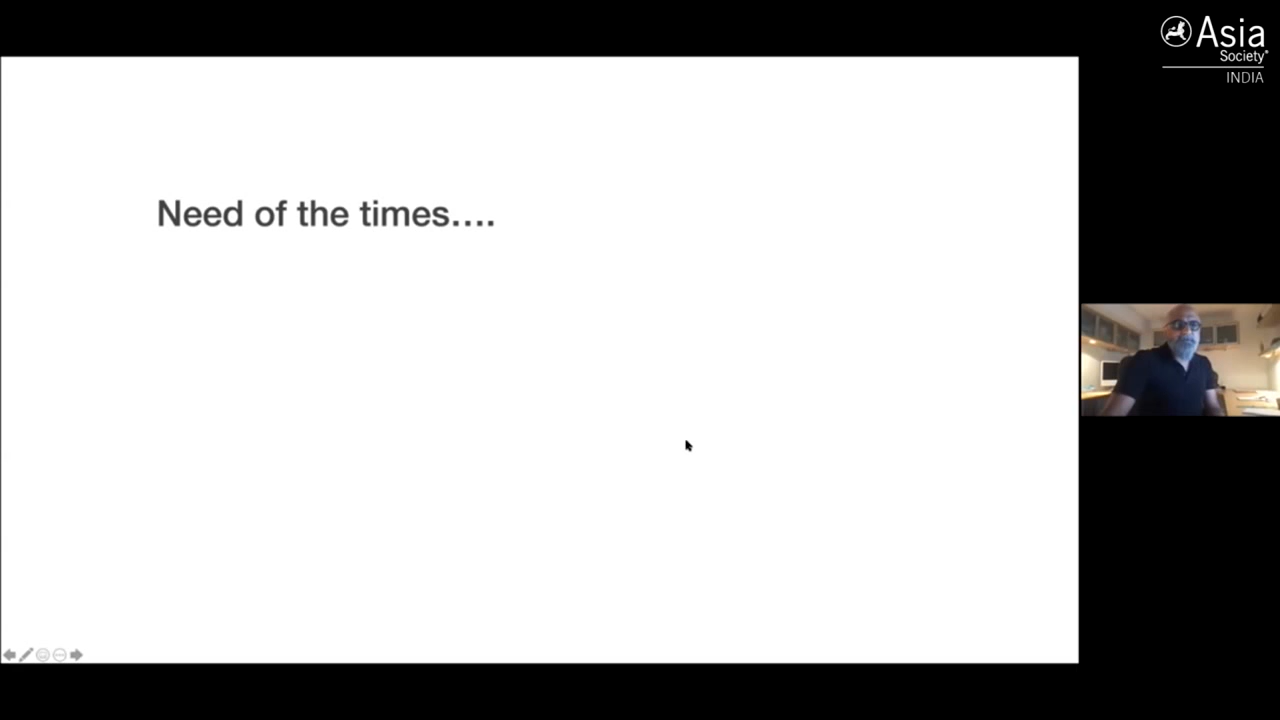 Asia
Society
INDIA
Need of the times....